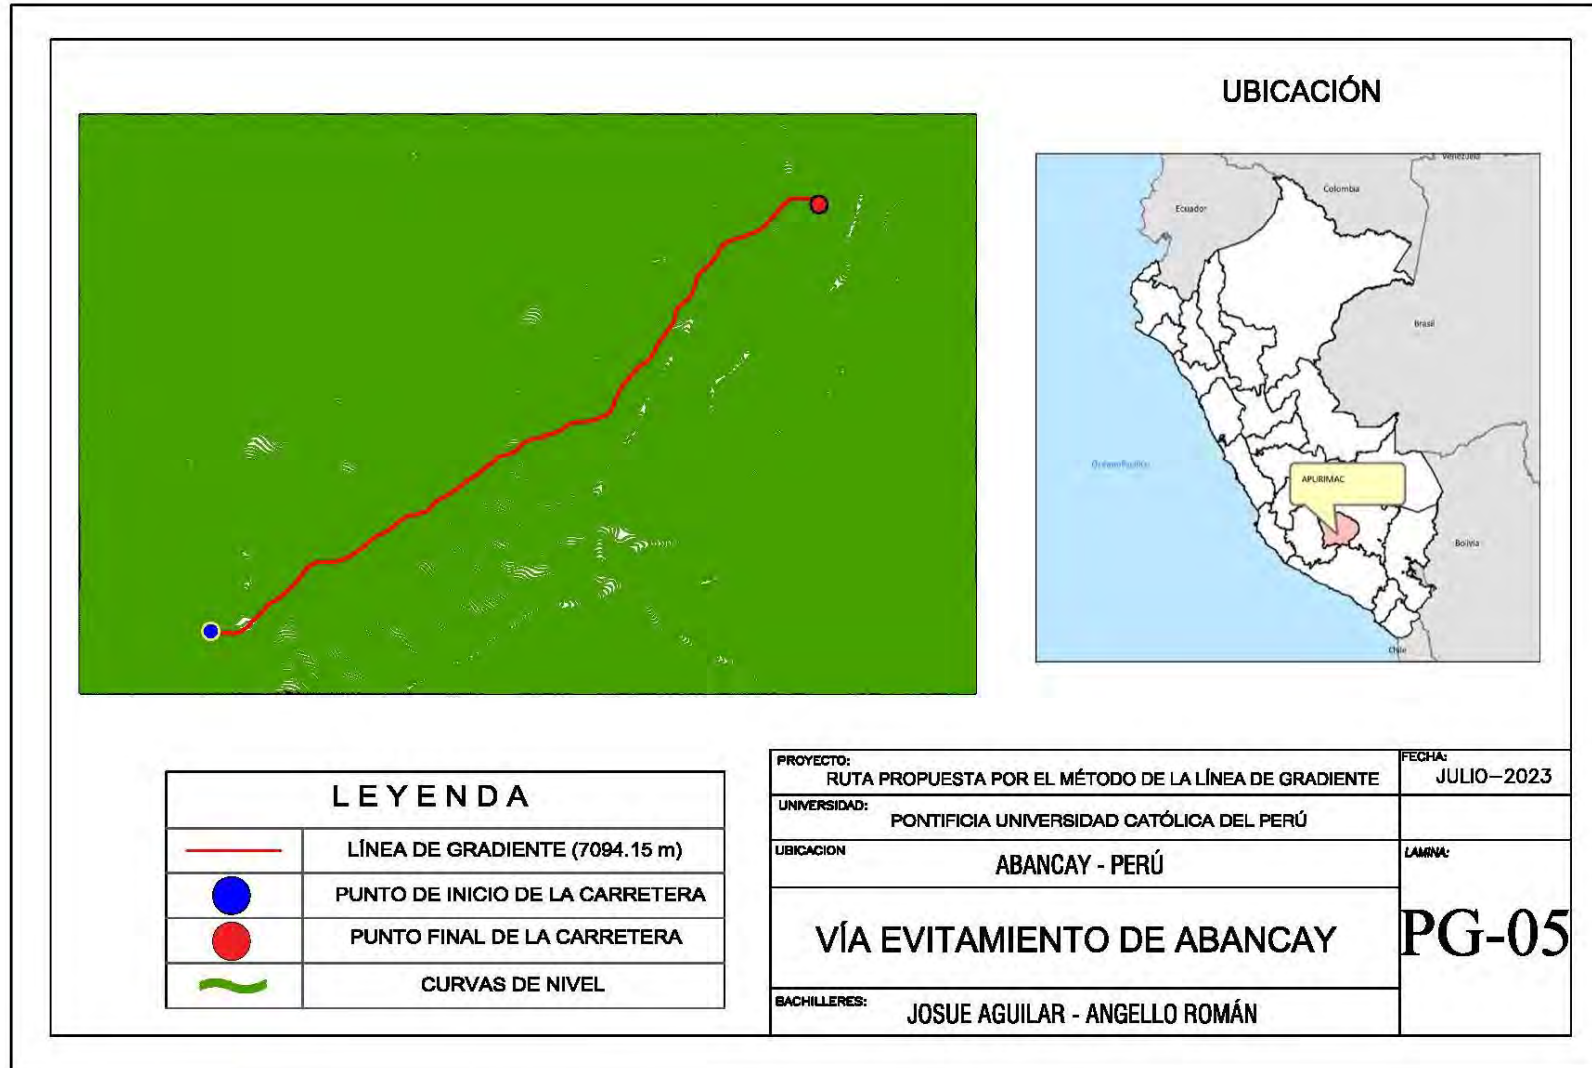 UBICACIÓN
Venezuela
Colombia
Ecuador
Brasil
Océano Pacífico
APURIMAC
Bolivia
Chile
LEYENDA
LÍNEA DE GRADIENTE (7094.15 m)
PUNTO DE INICIO DE LA CARRETERA
PUNTO FINAL DE LA CARRETERA
CURVAS DE NIVEL
PROYECTO:
RUTA PROPUESTA POR EL MÉTODO DE LA LÍNEA DE GRADIENTE
FECHA:
JULIO-2023
UNIVERSIDAD:
PONTIFICIA UNIVERSIDAD CATÓLICA DEL PERÚ
UBICACION
ABANCAY - PERÚ
LAMINA:
PG-05
VÍA EVITAMIENTO DE ABANCAY
BACHILLERES:
JOSUE AGUILAR - ANGELLO ROMÁN